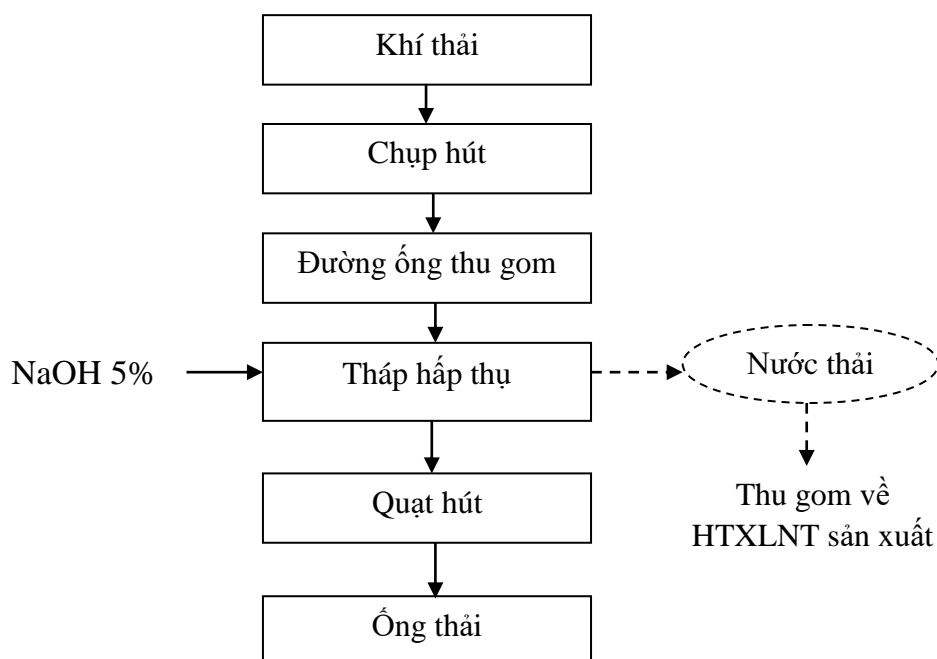 Khí thải
Chụp hút
Đường ống thu gom
NaOH 5%
Tháp hấp thụ
Nước thải
Quạt hút
Thu gom về
HTXLNT sản xuất
Ống thải